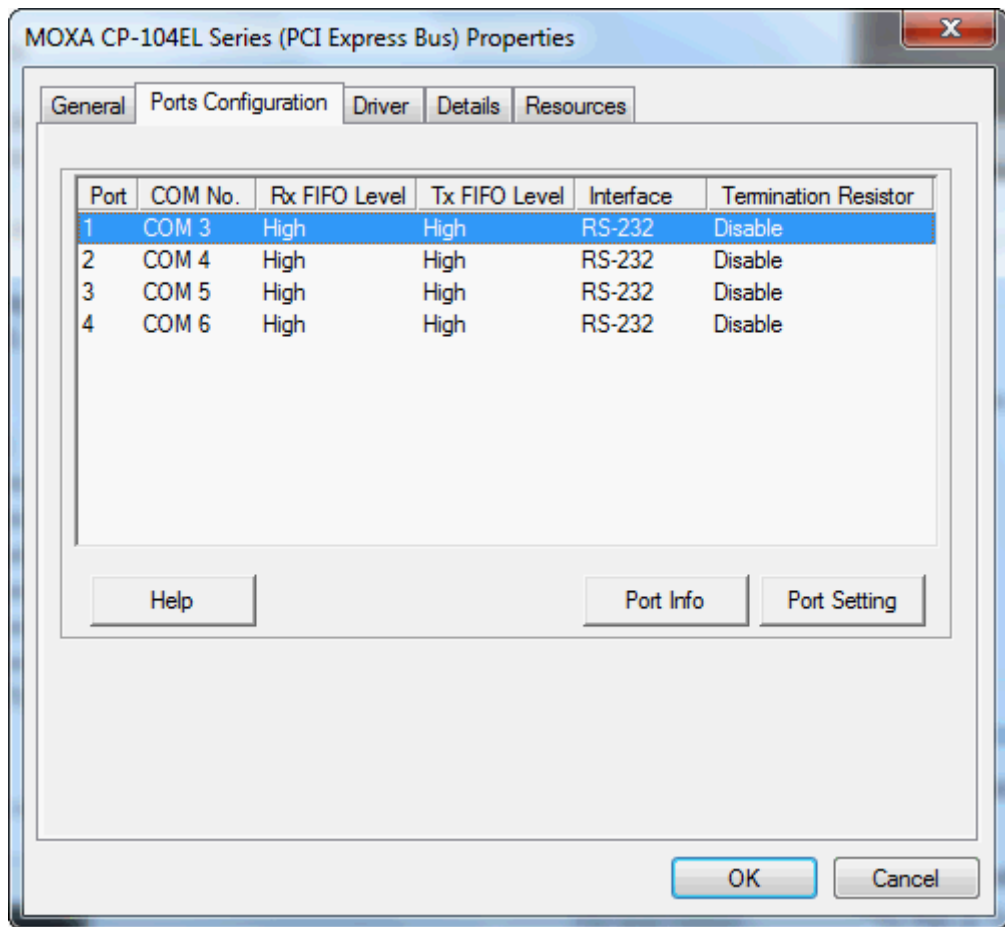 MOXA CP-104EL Series (PCI Express Bus) Properties
X
General Ports Configuration Driver Details Resources
Port COM No. Rx FIFO Level Tx FIFO Level Interface Termination Resistor
1 COM 3 High High RS-232 Disable
2 COM 4 High High RS-232 Disable
3 COM 5 High High RS-232 Disable
4 COM 6 High High RS-232 Disable
Help Port Info Port Setting
OK Cancel